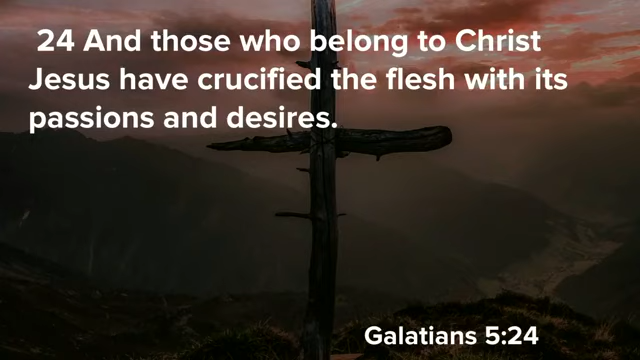 24 And those who belong to Christ
Jesus have crucified the flesh with its
passions and desires.
Galatians 5:24